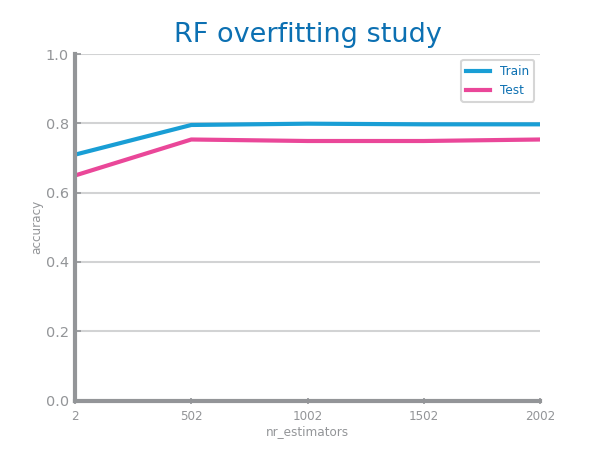 RF overfitting study
1.0
0.8
0.6
0.4
0.2
0.0
accuracy
Train
Test
2 502 1002 1502 2002
nr_estimators